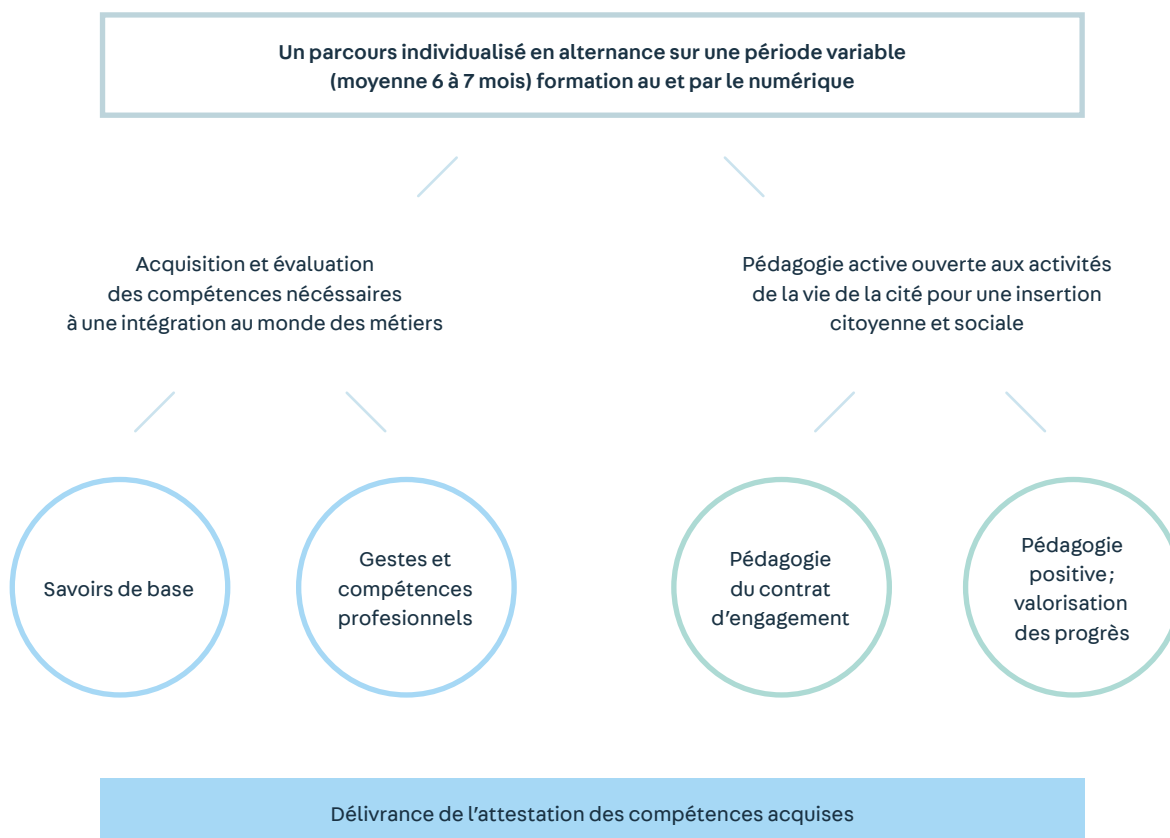 Un parcours individualisé en alternance sur une période variable
(moyenne 6 à 7 mois) formation au et par le numérique
Acquisition et évaluation
des compétences nécéssaires
à une intégration au monde des métiers
Pédagogie active ouverte aux activités
de la vie de la cité pour une insertion
citoyenne et sociale
Savoirs de base
Gestes et
compétences
profesionnels
Pédagogie
du contrat
d’engagement
Pédagogie
positive ;
valorisation
des progrès
Délivrance de l’attestation des compétences acquises